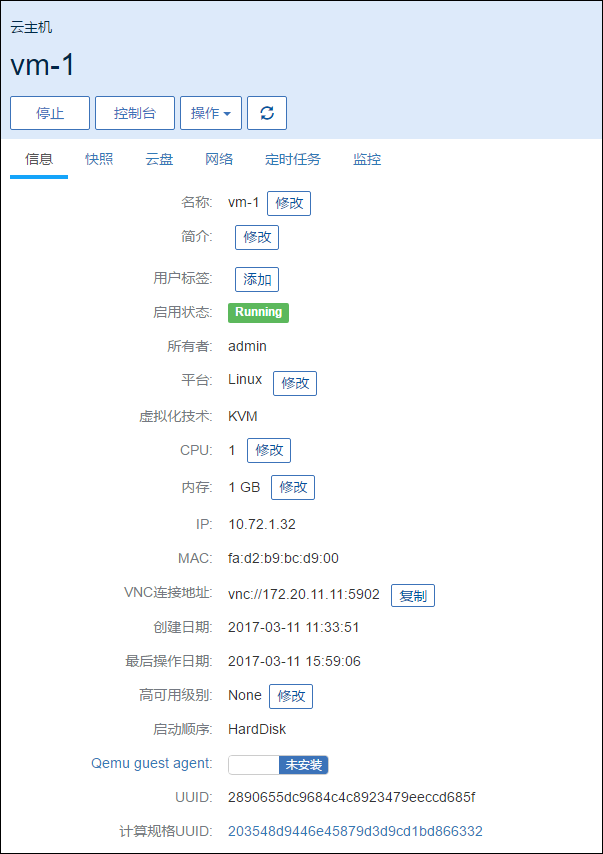 云主机
vm-1
停止 控制台 操作
信息 快照 云盘 网络 定时任务 监控
名称: vm-1 修改
简介: 修改
用户标签: 添加
启用状态: Running
所有者: admin
平台: Linux 修改
虚拟化技术: KVM
CPU: 1 修改
内存: 1 GB 修改
IP: 10.72.1.32
MAC: fa:d2:b9:bc:d9:00
VNC连接地址: vnc://172.20.11.11:5902 复制
创建日期: 2017-03-11 11:33:51
最后操作日期: 2017-03-11 15:59:06
高可用级别: None 修改
启动顺序: HardDisk
Qemu guest agent: 未安装
UUID: 2890655dc9684c4c8923479eeccd685f
计算规格UUID: 203548d9446e45879d3d9cd1bd866332